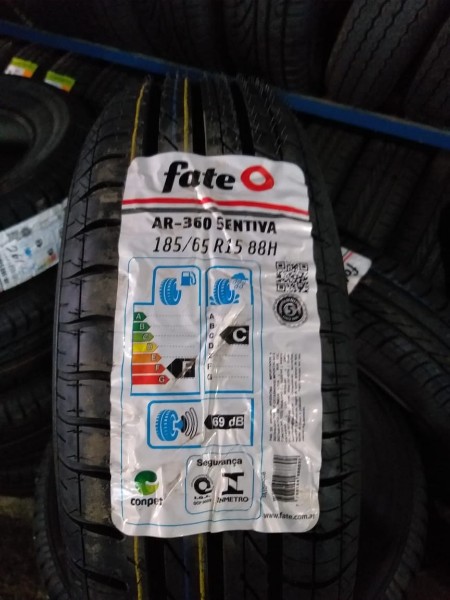 fate
AR-360 SENTIVA
185/65 R15 88H
A
B
C
D
E
F
G
F
A
B
C
D
E
F
G
C
69 dB
Segurança
conpet
INMETRO
www.fate.com.ar